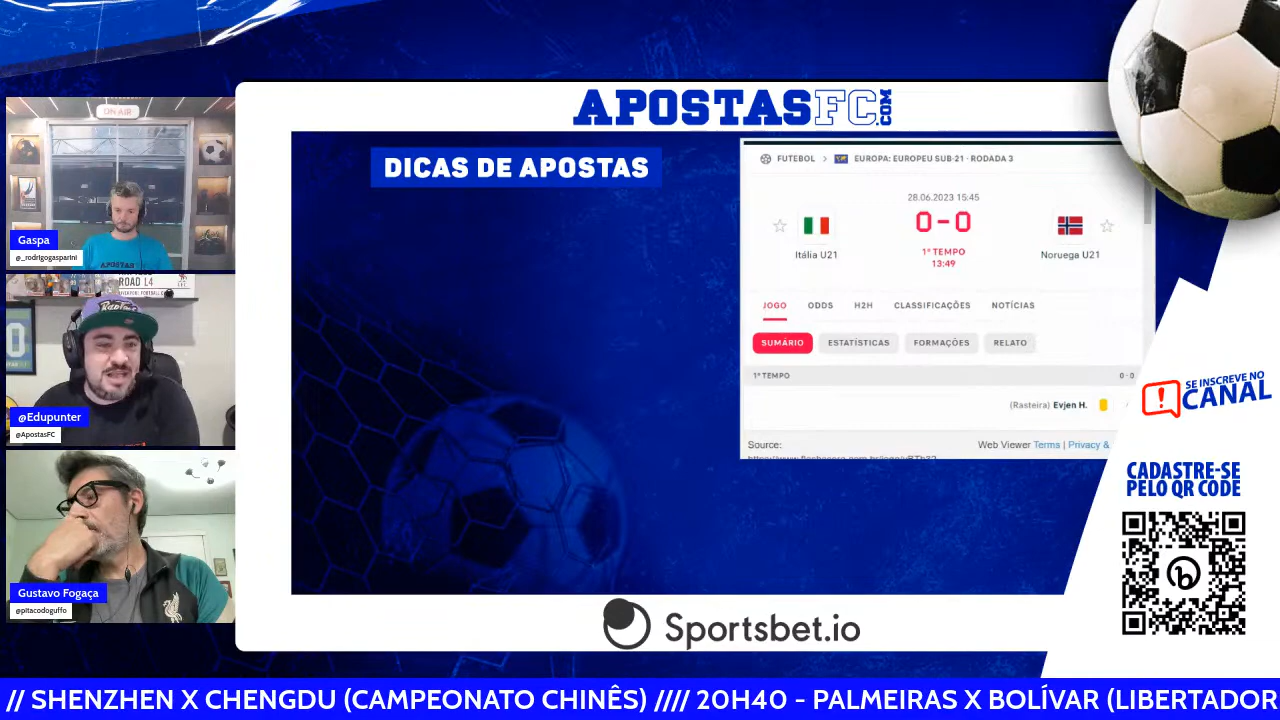 ON AIR
Gaspa
@_rodrigogasparini
ROAD L4
@Edupunter
@ApostasFC
Gustavo Fogaça
@pitacodoguffo
APOSTASFC.COM
DICAS DE APOSTAS
FUTEBOL > EUROPA: EUROPEU SUB-21 - RODADA 3
28.06.2023 15:45
0-0
1º TEMPO
13:49
Itália U21
Noruega U21
JOGO ODDS H2H CLASSIFICAÇÕES NOTÍCIAS
SUMÁRIO ESTATÍSTICAS FORMAÇÕES RELATO
1º TEMPO 0-0
(Rasteira) Evjen H.
Source: Web Viewer Terms | Privacy &
Sportsbet.io
! SE INSCREVE NO
CANAL
CADASTRE-SE
PELO QR CODE
// SHENZHEN X CHENGDU (CAMPEONATO CHINÊS) //// 20H40 - PALMEIRAS X BOLÍVAR (LIBERTADOR